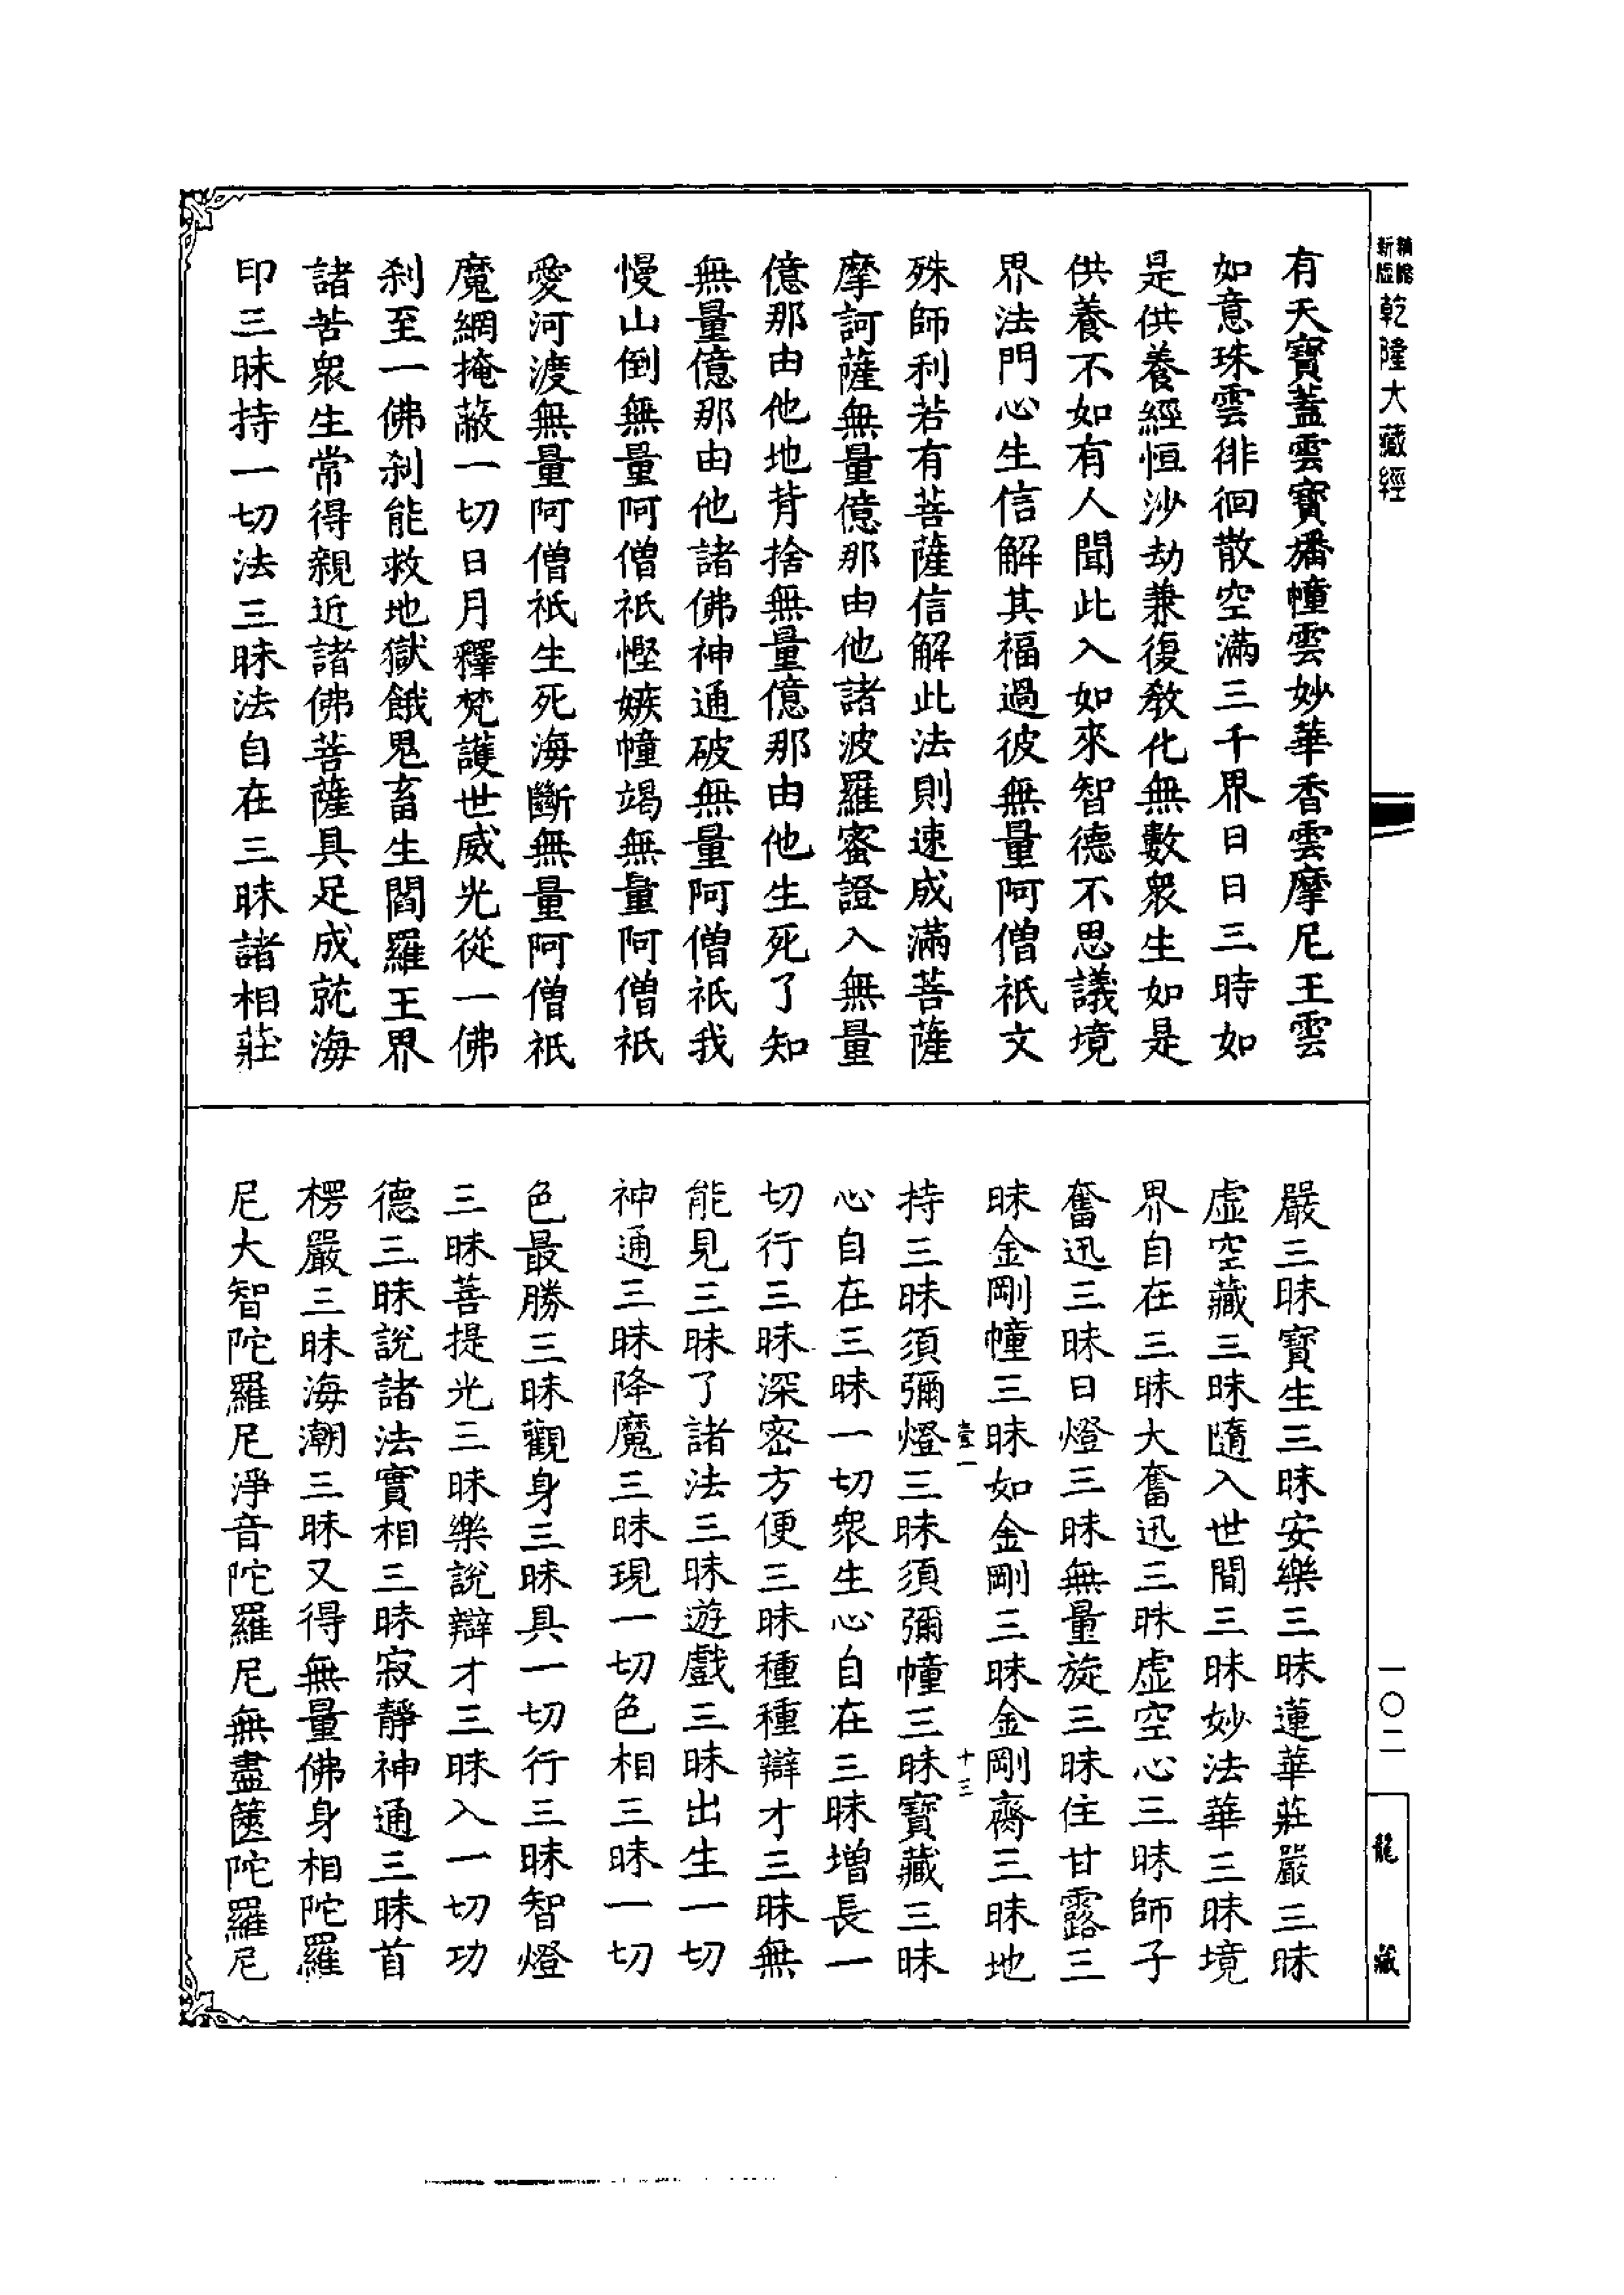 新版精修
乾隆大藏經
有天寶蓋雲寶旛幢雲妙華香雲摩尼王雲
如意珠雲徘徊散空滿三千界日日三時如
是供養經恒沙劫兼復教化無數衆生如是
供養不如有人聞此入如來智德不思議境
界法門心生信解其福過彼無量阿僧祇文
殊師利若有菩薩信解此法則速成滿菩薩
摩訶薩無量億那由他諸波羅蜜證入無量
億那由他地背捨無量億那由他生死了知
無量億那由他諸佛神通破無量阿僧祇我
慢山倒無量阿僧祇慳嫉幢竭無量阿僧祇
愛河渡無量阿僧祇生死海斷無量阿僧祇
魔網掩蔽一切日月釋梵護世威光從一佛
刹至一佛刹能救地獄餓鬼畜生閻羅王界
諸苦衆生常得親近諸佛菩薩具足成就海
印三昧持一切法三昧法自在三昧諸相莊
嚴三昧寶生三昧安樂三昧蓮華莊嚴三昧
虛空藏三昧隨入世間三昧妙法華三昧境
界自在三昧大奮迅三昧虛空心三昧師子
奮迅三昧日燈三昧無量旋三昧住甘露三
昧金剛幢三昧如金剛三昧金剛齎三昧地
壹一 十三
持三昧須彌燈三昧須彌幢三昧寶藏三昧
心自在三昧一切衆生心自在三昧增長一
切行三昧深密方便三昧種種辯才三昧無
能見三昧了諸法三昧遊戲三昧出生一切
神通三昧降魔三昧現一切色相三昧一切
色最勝三昧觀身三昧具一切行三昧智燈
三昧菩提光三昧樂說辯才三昧入一切功
德三昧說諸法實相三昧寂靜神通三昧首
楞嚴三昧海潮三昧又得無量佛身相陀羅
尼大智陀羅尼淨音陀羅尼無盡篋陀羅尼
一〇二
龍藏